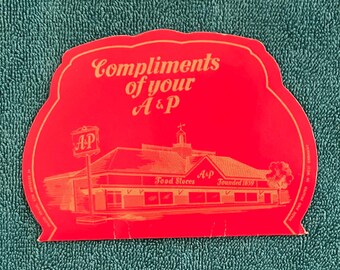 Compliments
of your
A & P
A&P
A&P
Food Stores Founded 1859